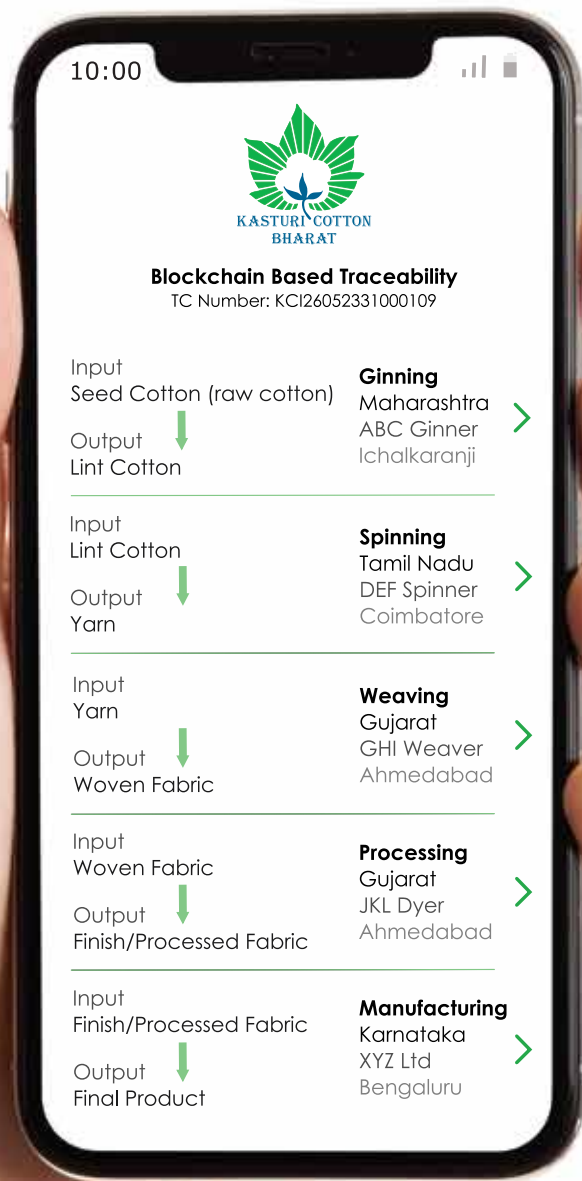 10:00
KASTURI COTTON
BHARAT
Blockchain Based Traceability
TC Number: KCI26052331000109
Input
Seed Cotton (raw cotton)
Output
Lint Cotton
Ginning
Maharashtra
ABC Ginner
Ichalkaranji
Input
Lint Cotton
Output
Yarn
Spinning
Tamil Nadu
DEF Spinner
Coimbatore
Input
Yarn
Output
Woven Fabric
Weaving
Gujarat
GHI Weaver
Ahmedabad
Input
Woven Fabric
Output
Finish/Processed Fabric
Processing
Gujarat
JKL Dyer
Ahmedabad
Input
Finish/Processed Fabric
Output
Final Product
Manufacturing
Karnataka
XYZ Ltd
Bengaluru